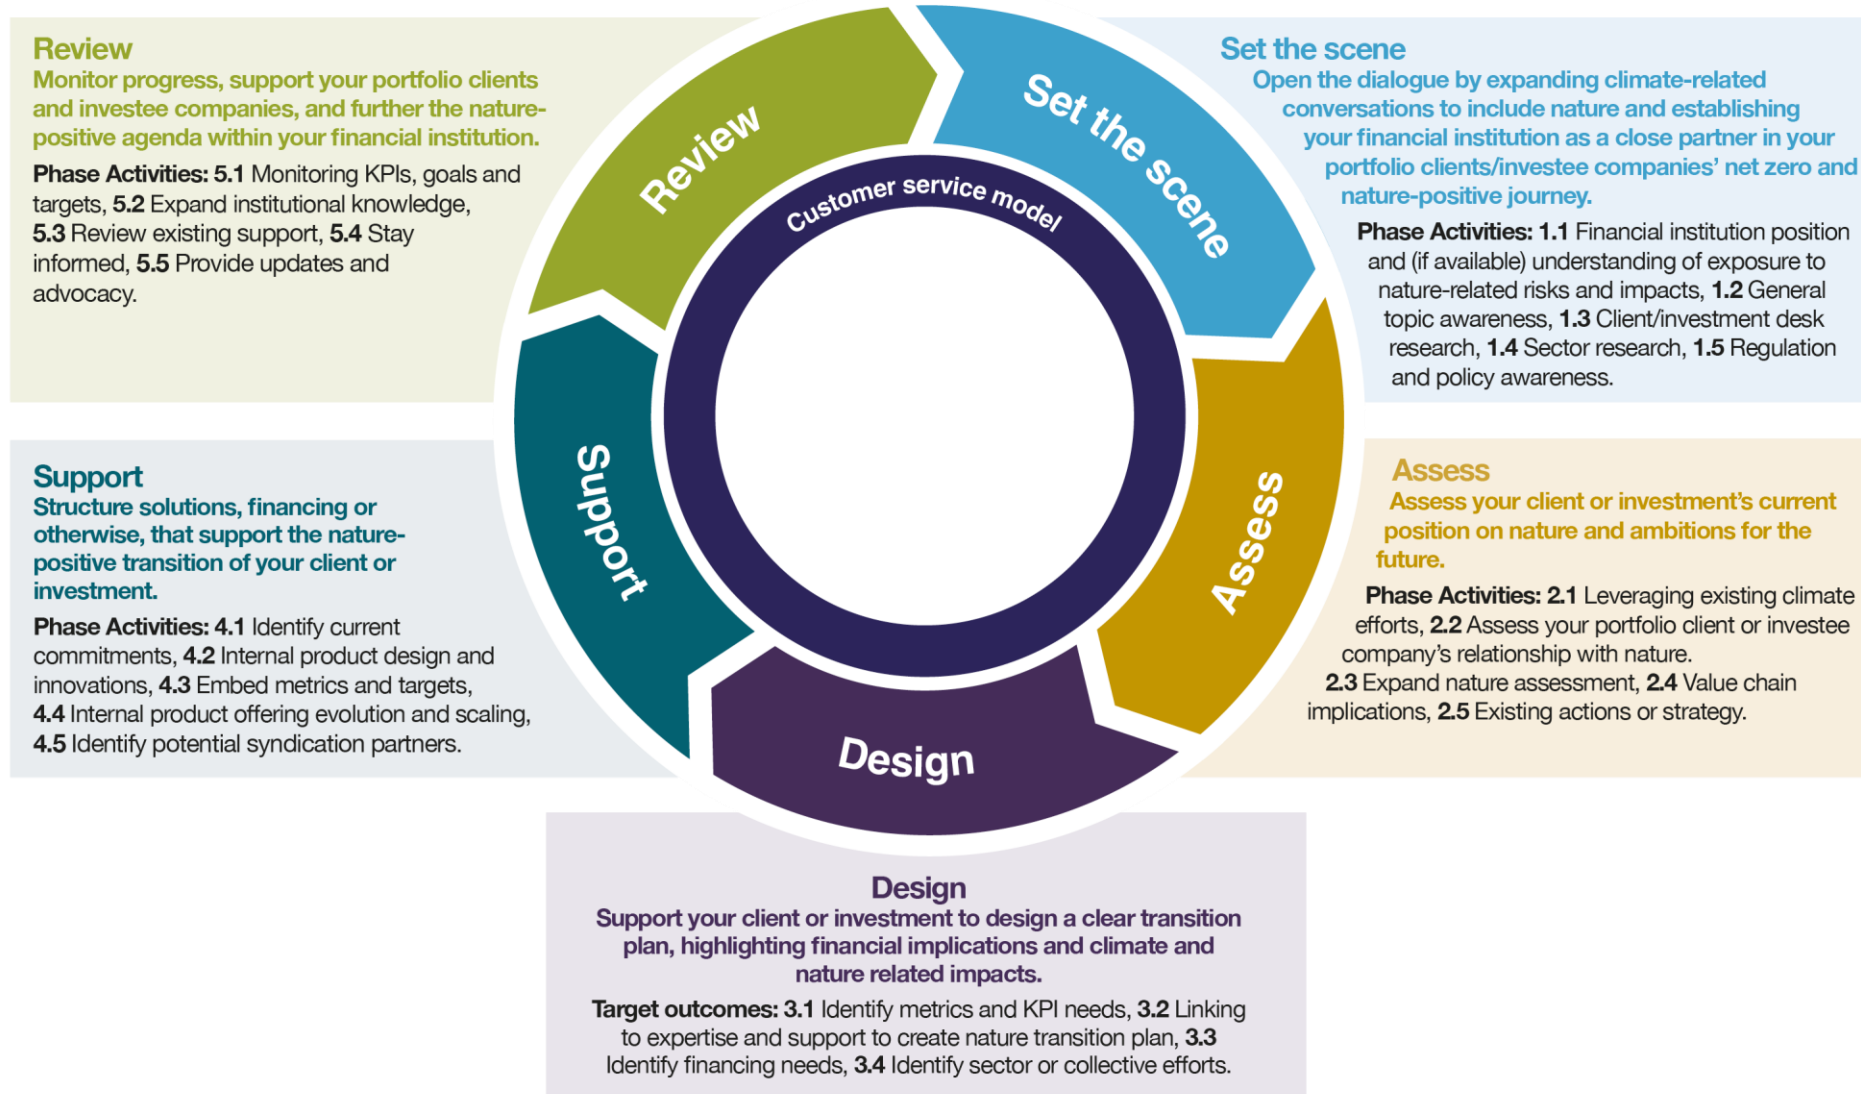 Review
Monitor progress, support your portfolio clients
and investee companies, and further the nature-
positive agenda within your financial institution.
Phase Activities: 5.1 Monitoring KPIs, goals and
targets, 5.2 Expand institutional knowledge,
5.3 Review existing support, 5.4 Stay
informed, 5.5 Provide updates and
advocacy.
Set the scene
Open the dialogue by expanding climate-related
conversations to include nature and establishing
your financial institution as a close partner in your
portfolio clients/investee companies’ net zero and
nature-positive journey.
Phase Activities: 1.1 Financial institution position
and (if available) understanding of exposure to
nature-related risks and impacts, 1.2 General
topic awareness, 1.3 Client/investment desk
research, 1.4 Sector research, 1.5 Regulation
and policy awareness.
Review
Set the scene
Customer service model
Support
Assess
Design
Support
Structure solutions, financing or
otherwise, that support the nature-
positive transition of your client or
investment.
Phase Activities: 4.1 Identify current
commitments, 4.2 Internal product design and
innovations, 4.3 Embed metrics and targets,
4.4 Internal product offering evolution and scaling,
4.5 Identify potential syndication partners.
Assess
Assess your client or investment’s current
position on nature and ambitions for the
future.
Phase Activities: 2.1 Leveraging existing climate
efforts, 2.2 Assess your portfolio client or investee
company’s relationship with nature.
2.3 Expand nature assessment, 2.4 Value chain
implications, 2.5 Existing actions or strategy.
Design
Support your client or investment to design a clear transition
plan, highlighting financial implications and climate and
nature related impacts.
Target outcomes: 3.1 Identify metrics and KPI needs, 3.2 Linking
to expertise and support to create nature transition plan, 3.3
Identify financing needs, 3.4 Identify sector or collective efforts.